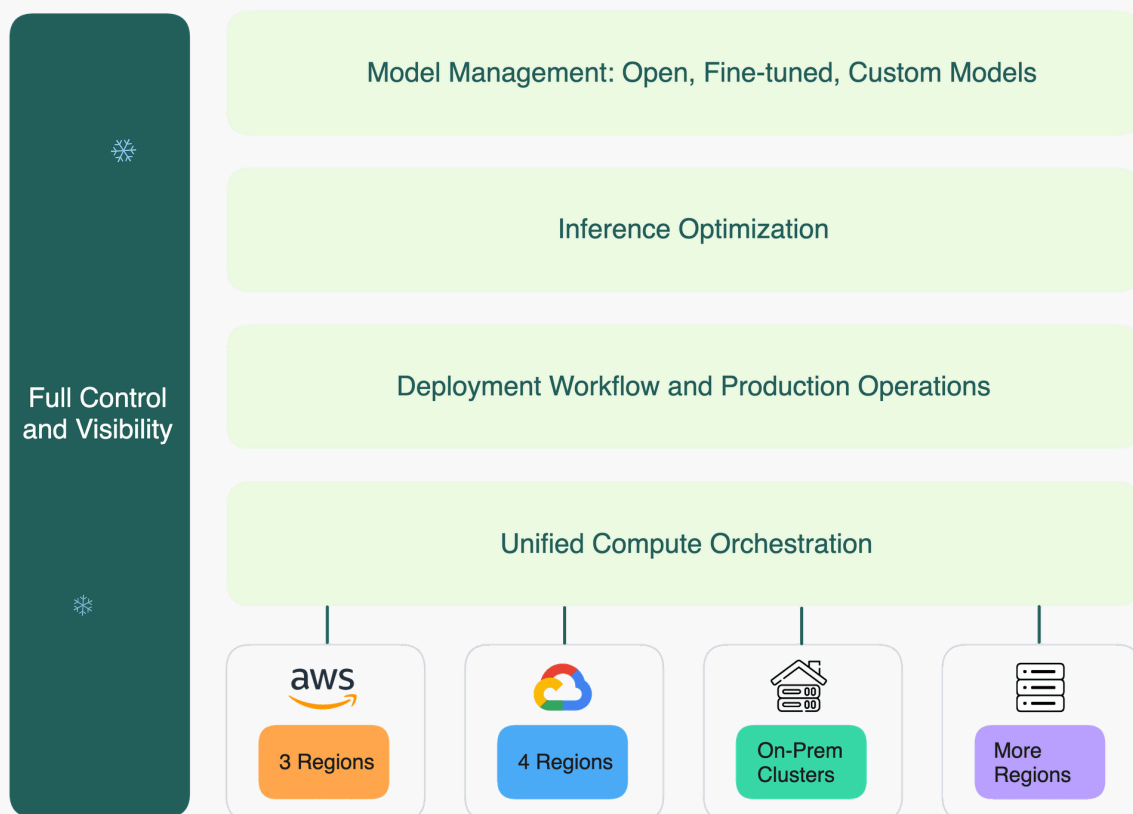 Model Management: Open, Fine-tuned, Custom Models
Inference Optimization
Full Control
and Visibility
Deployment Workflow and Production Operations
Unified Compute Orchestration
aws
3 Regions
4 Regions
On-Prem
Clusters
More
Regions